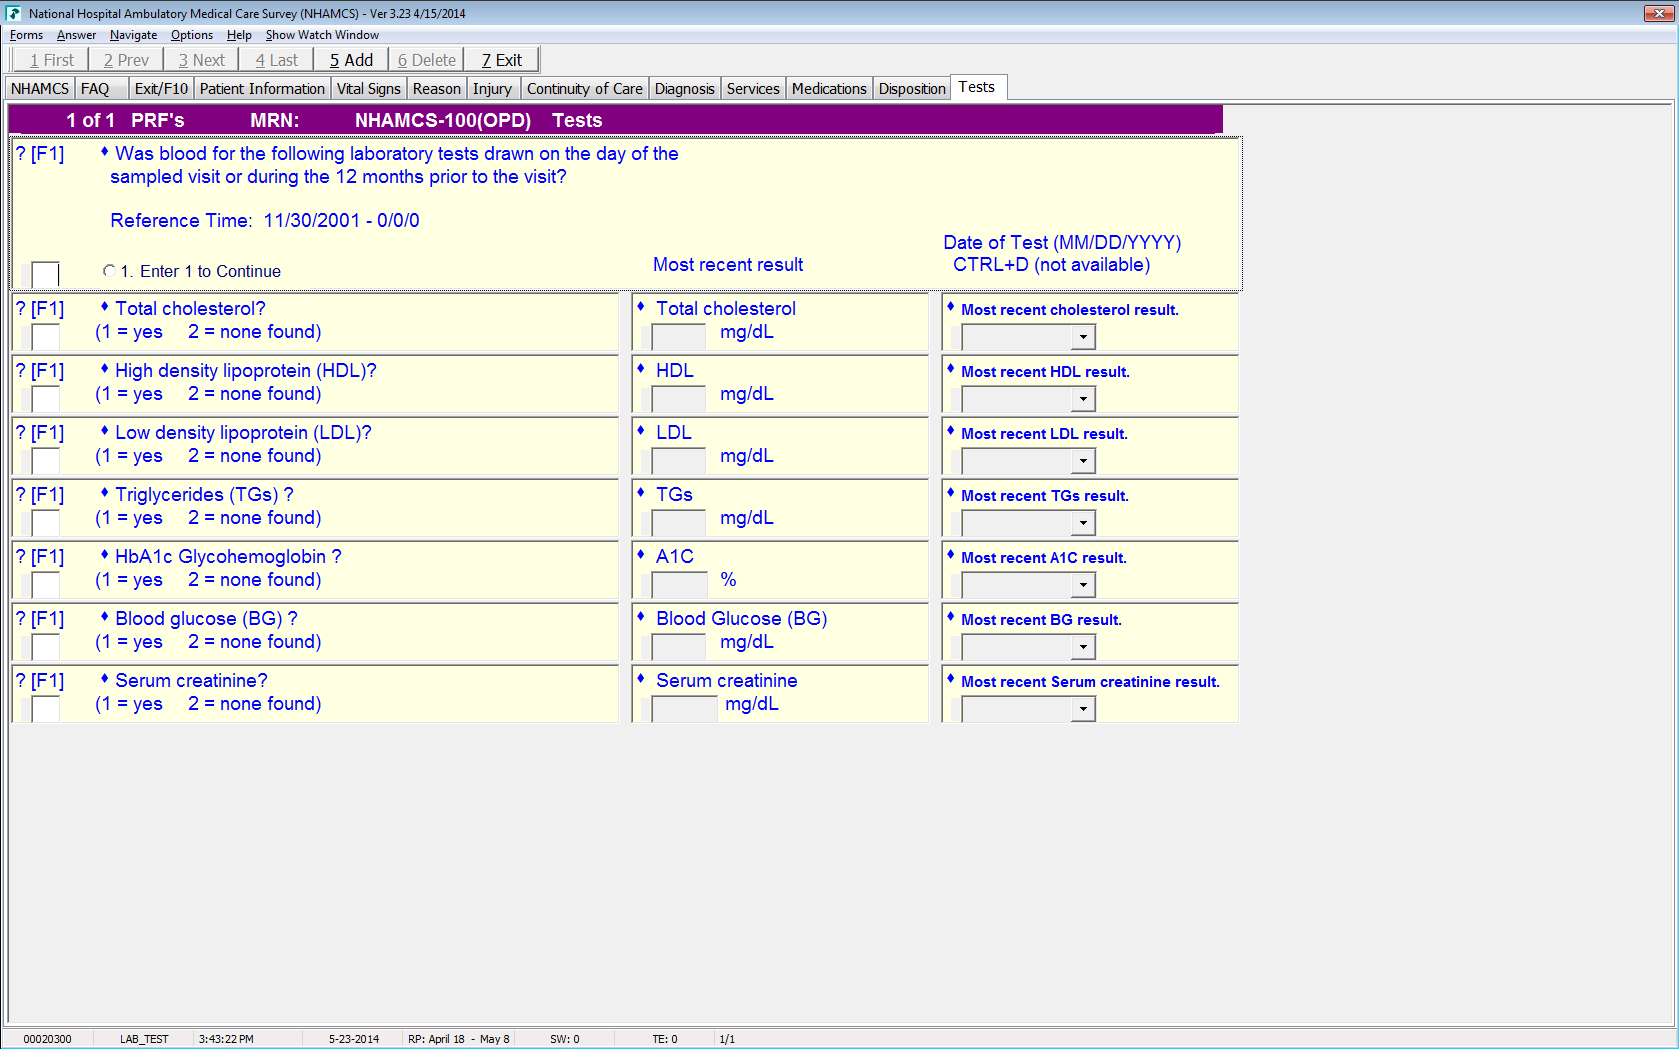 National Hospital Ambulatory Medical Care Survey (NHAMCS) - Ver 3.23 4/15/2014
Forms Answer Navigate Options Help Show Watch Window
1 First 2 Prev 3 Next 4 Last 5 Add 6 Delete 7 Exit
NHAMCS FAQ Exit/F10 Patient Information Vital Signs Reason Injury Continuity of Care Diagnosis Services Medications Disposition Tests
1 of 1 PRF's MRN: NHAMCS-100(OPD) Tests
? [F1] ♦ Was blood for the following laboratory tests drawn on the day of the
sampled visit or during the 12 months prior to the visit?
Reference Time: 11/30/2001 - 0/0/0
Date of Test (MM/DD/YYYY)
Most recent result CTRL+D (not available)
1. Enter 1 to Continue
? [F1] ♦ Total cholesterol? ♦ Total cholesterol ♦ Most recent cholesterol result.
(1 = yes 2 = none found) mg/dL
? [F1] ♦ High density lipoprotein (HDL)? ♦ HDL ♦ Most recent HDL result.
(1 = yes 2 = none found) mg/dL
? [F1] ♦ Low density lipoprotein (LDL)? ♦ LDL ♦ Most recent LDL result.
(1 = yes 2 = none found) mg/dL
? [F1] ♦ Triglycerides (TGs) ? ♦ TGs ♦ Most recent TGs result.
(1 = yes 2 = none found) mg/dL
? [F1] ♦ HbA1c Glycohemoglobin ? ♦ A1C ♦ Most recent A1C result.
(1 = yes 2 = none found) %
? [F1] ♦ Blood glucose (BG) ? ♦ Blood Glucose (BG) ♦ Most recent BG result.
(1 = yes 2 = none found) mg/dL
? [F1] ♦ Serum creatinine? ♦ Serum creatinine ♦ Most recent Serum creatinine result.
(1 = yes 2 = none found) mg/dL
00020300 LAB_TEST 3:43:22 PM 5-23-2014 RP: April 18 - May 8 SW: 0 TE: 0 1/1